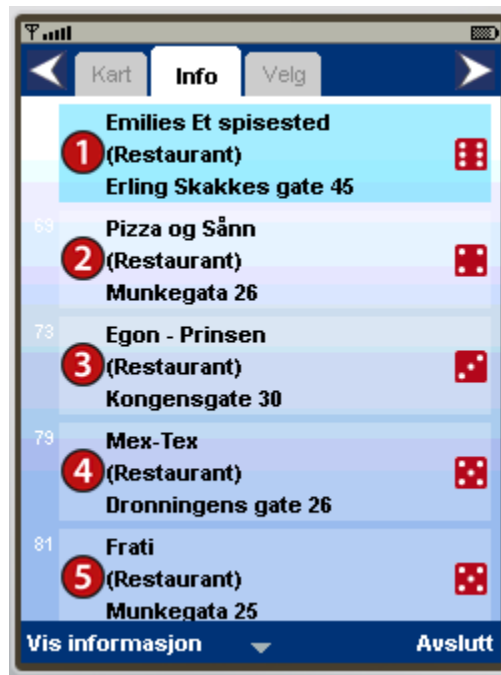 Kart Info Velg
Emilies Et spisested
1 (Restaurant)
Erling Skakkes gate 45
69 Pizza og Sånn
2 (Restaurant)
Munkegata 26
73 Egon - Prinsen
3 (Restaurant)
Kongensgate 30
79 Mex-Tex
4 (Restaurant)
Dronningens gate 26
81 Frati
5 (Restaurant)
Munkegata 25
Vis informasjon Avslutt